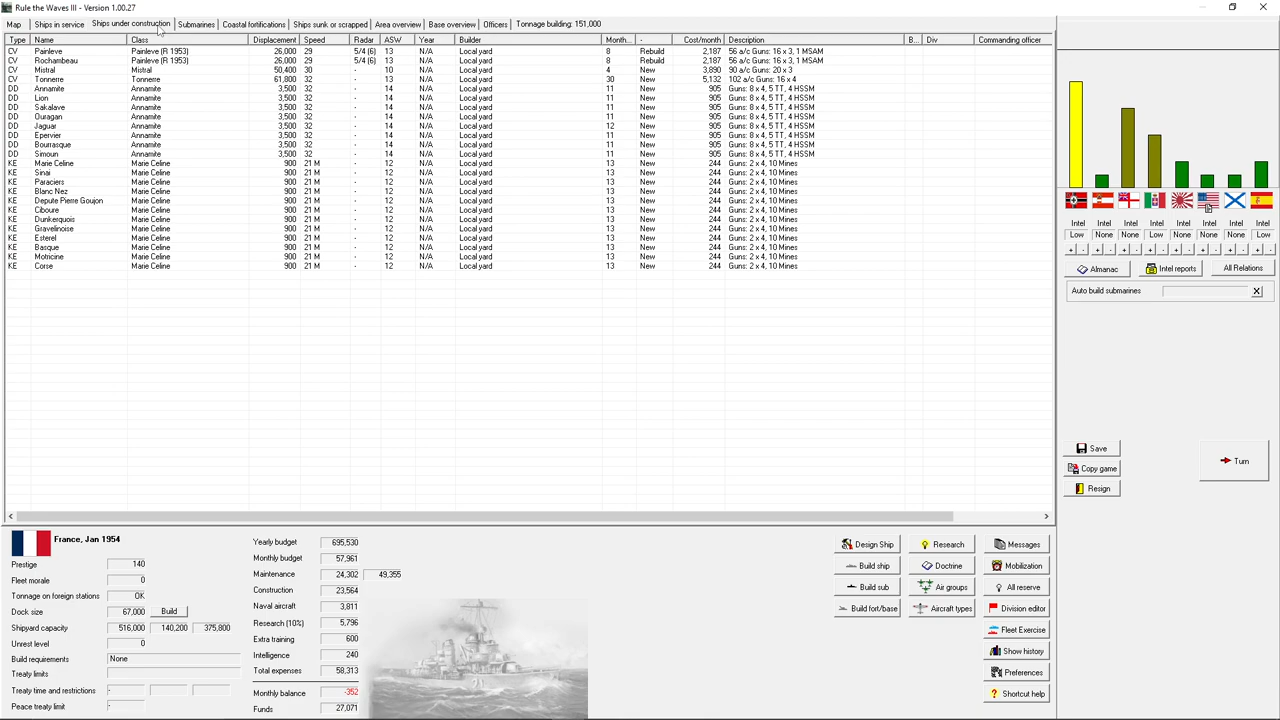 Rule the Waves III - Version 1.00.27
Map Ships in service Ships under construction Submarines Coastal fortifications Ships sunk or scrapped Area overview Base overview Officers Tonnage building: 151,000
Type Name Class Displacement Speed Radar ASW Year Builder Month... - Cost/month Description B... Div Commanding officer
CV Painleve Painleve (R 1953) 26,000 29 5/4 (6) 13 N/A Local yard 8 Rebuild 2,187 56 a/c Guns: 16 x 3, 1 MSAM
CV Rochambeau Painleve (R 1953) 26,000 29 5/4 (6) 13 N/A Local yard 8 Rebuild 2,187 56 a/c Guns: 16 x 3, 1 MSAM
CV Mistral Mistral 50,400 30 - 10 N/A Local yard 4 New 3,890 90 a/c Guns: 20 x 3
CV Tonnerre Tonnerre 61,800 32 - 13 N/A Local yard 30 New 5,132 102 a/c Guns: 16 x 4
DD Annamite Annamite 3,500 32 - 14 N/A Local yard 11 New 905 Guns: 8 x 4, 5 TT, 4 HSSM
DD Lion Annamite 3,500 32 - 14 N/A Local yard 11 New 905 Guns: 8 x 4, 5 TT, 4 HSSM
DD Sakalave Annamite 3,500 32 - 14 N/A Local yard 11 New 905 Guns: 8 x 4, 5 TT, 4 HSSM
DD Ouragan Annamite 3,500 32 - 14 N/A Local yard 11 New 905 Guns: 8 x 4, 5 TT, 4 HSSM
DD Jaguar Annamite 3,500 32 - 14 N/A Local yard 12 New 905 Guns: 8 x 4, 5 TT, 4 HSSM
DD Epervier Annamite 3,500 32 - 14 N/A Local yard 11 New 905 Guns: 8 x 4, 5 TT, 4 HSSM
DD Bourrasque Annamite 3,500 32 - 14 N/A Local yard 11 New 905 Guns: 8 x 4, 5 TT, 4 HSSM
DD Simoun Annamite 3,500 32 - 14 N/A Local yard 11 New 905 Guns: 8 x 4, 5 TT, 4 HSSM
KE Marie Celine Marie Celine 900 21 M - 12 N/A Local yard 13 New 244 Guns: 2 x 4, 10 Mines
KE Sinai Marie Celine 900 21 M - 12 N/A Local yard 13 New 244 Guns: 2 x 4, 10 Mines
KE Paraciers Marie Celine 900 21 M - 12 N/A Local yard 13 New 244 Guns: 2 x 4, 10 Mines
KE Blanc Nez Marie Celine 900 21 M - 12 N/A Local yard 13 New 244 Guns: 2 x 4, 10 Mines
KE Depute Pierre Goujon Marie Celine 900 21 M - 12 N/A Local yard 13 New 244 Guns: 2 x 4, 10 Mines
KE Ciboure Marie Celine 900 21 M - 12 N/A Local yard 13 New 244 Guns: 2 x 4, 10 Mines
KE Dunkerquois Marie Celine 900 21 M - 12 N/A Local yard 13 New 244 Guns: 2 x 4, 10 Mines
KE Gravelinoise Marie Celine 900 21 M - 12 N/A Local yard 13 New 244 Guns: 2 x 4, 10 Mines
KE Esterel Marie Celine 900 21 M - 12 N/A Local yard 13 New 244 Guns: 2 x 4, 10 Mines
KE Basque Marie Celine 900 21 M - 12 N/A Local yard 13 New 244 Guns: 2 x 4, 10 Mines
KE Motricine Marie Celine 900 21 M - 12 N/A Local yard 13 New 244 Guns: 2 x 4, 10 Mines
KE Corse Marie Celine 900 21 M - 12 N/A Local yard 13 New 244 Guns: 2 x 4, 10 Mines
Intel Intel Intel Intel Intel Intel Intel Intel
Low None None Low None None None Low
+ - + - + - + - + - + - + - + -
Almanac Intel reports All Relations
Auto build submarines X
Save
Copy game
Resign
Turn
France, Jan 1954
Prestige 140
Fleet morale 0
Tonnage on foreign stations OK
Dock size 67,000 Build
Shipyard capacity 516,000 140,200 375,800
Unrest level 0
Build requirements None
Treaty limits
Treaty time and restrictions -
Peace treaty limit -
Yearly budget 695,530
Monthly budget 57,961
Maintenance 24,302 49,355
Construction 23,564
Naval aircraft 3,811
Research (10%) 5,796
Extra training 600
Intelligence 240
Total expenses 58,313
Monthly balance -352
Funds 27,071
Design Ship Research Messages
Build ship Doctrine Mobilization
Build sub Air groups All reserve
Build fort/base Aircraft types Division editor
Fleet Exercise
Show history
Preferences
Shortcut help